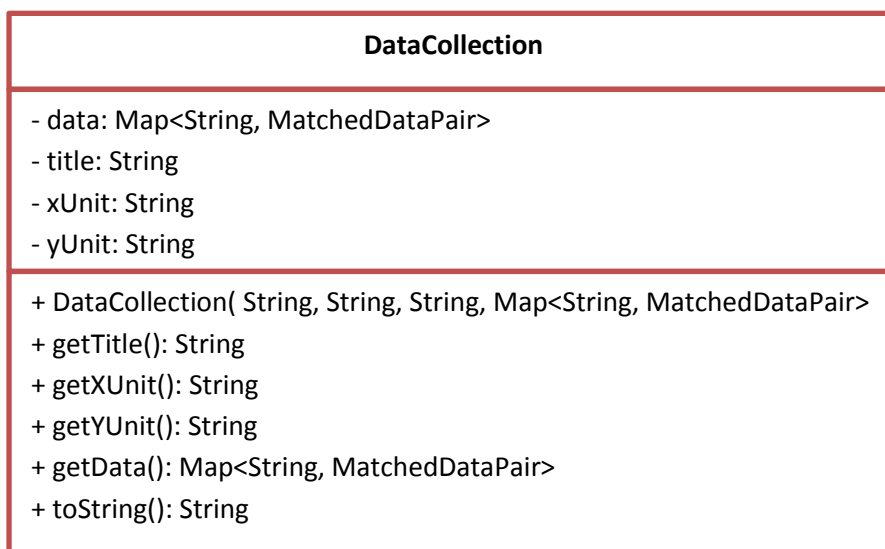 DataCollection
- data: Map<String, MatchedDataPair>
- title: String
- xUnit: String
- yUnit: String
+ DataCollection( String, String, String, Map<String, MatchedDataPair>
+ getTitle(): String
+ getXUnit(): String
+ getYUnit(): String
+ getData(): Map<String, MatchedDataPair>
+ toString(): String